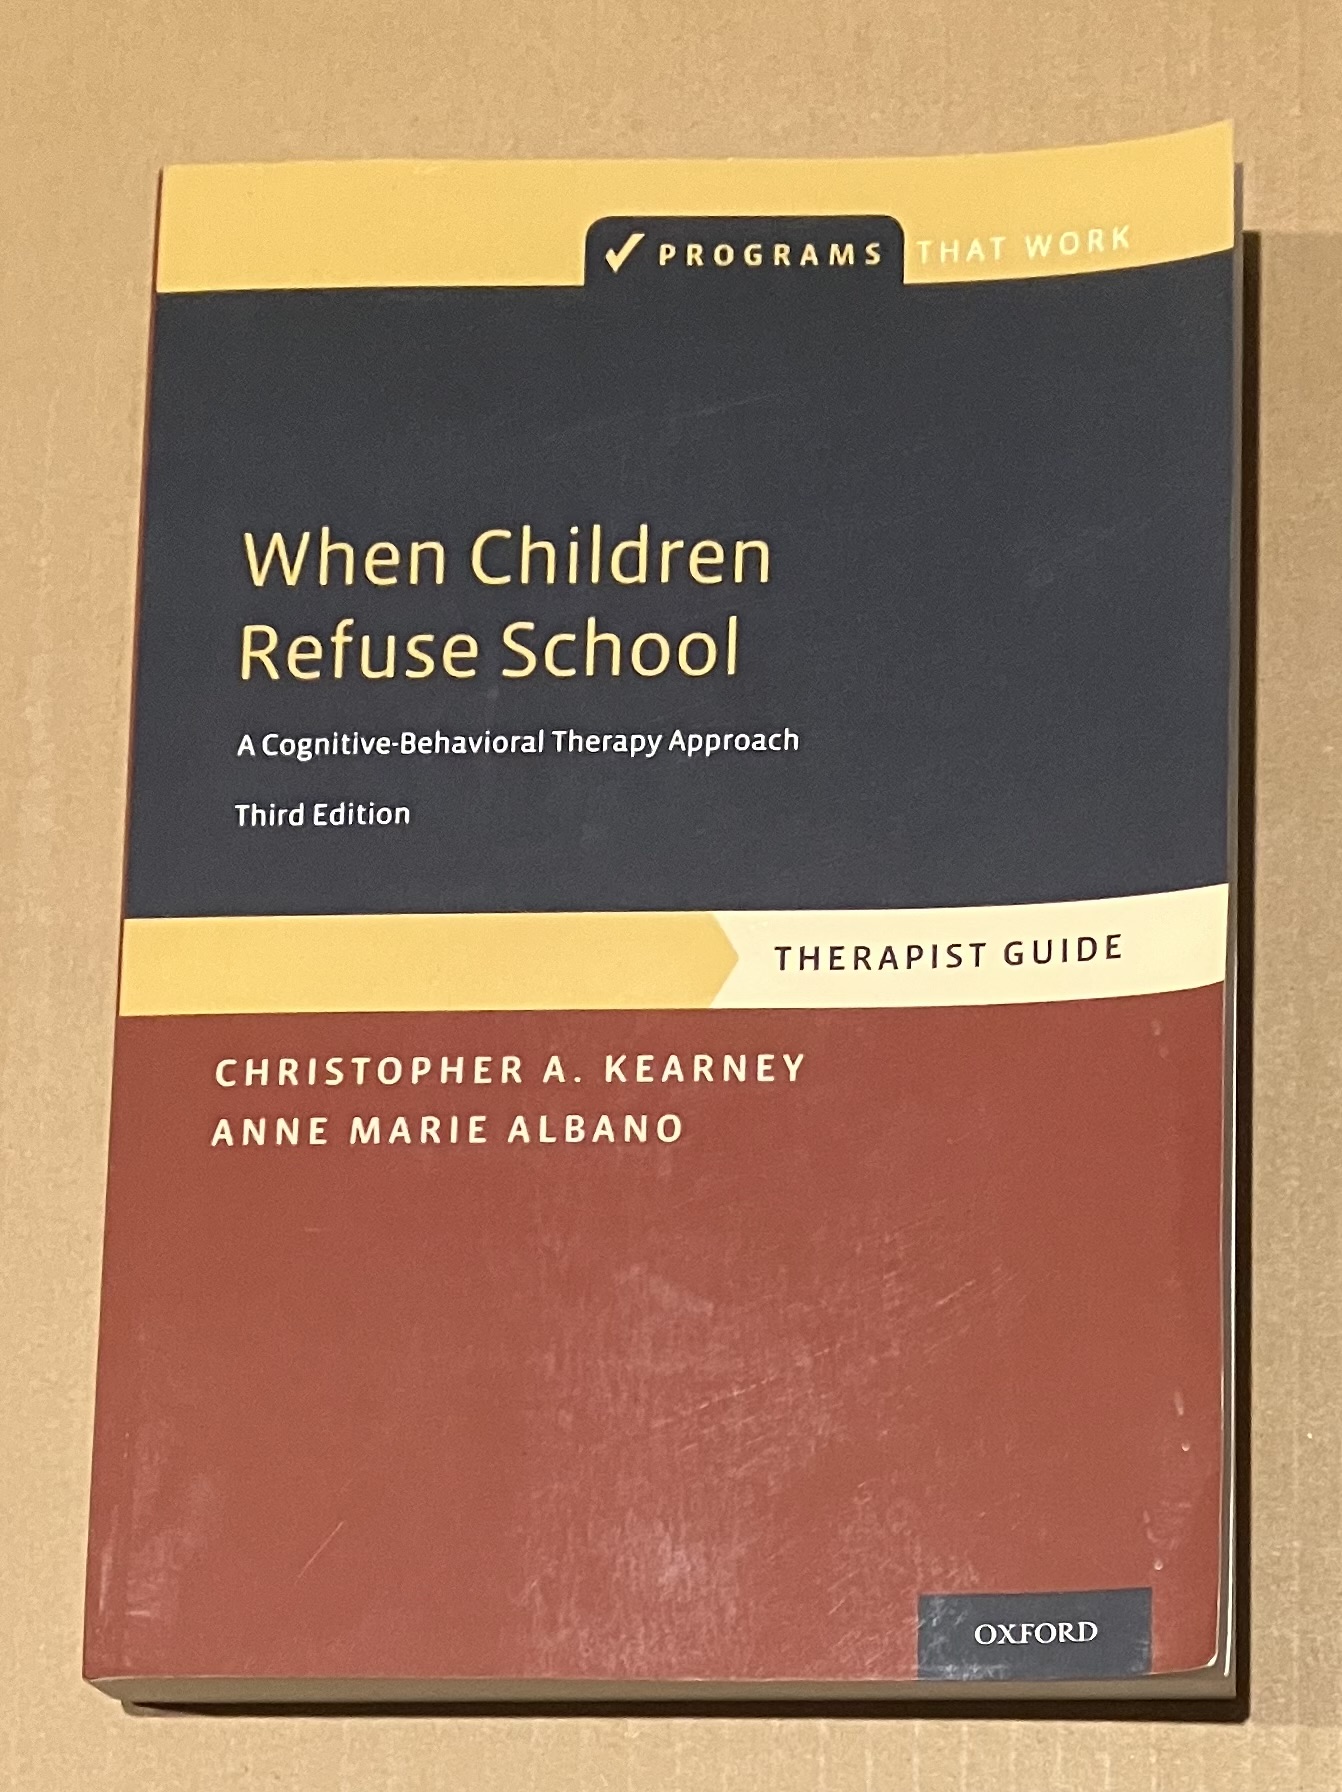 ✓ PROGRAMS THAT WORK
When Children
Refuse School
A Cognitive-Behavioral Therapy Approach
Third Edition
THERAPIST GUIDE
CHRISTOPHER A. KEARNEY
ANNE MARIE ALBANO
OXFORD